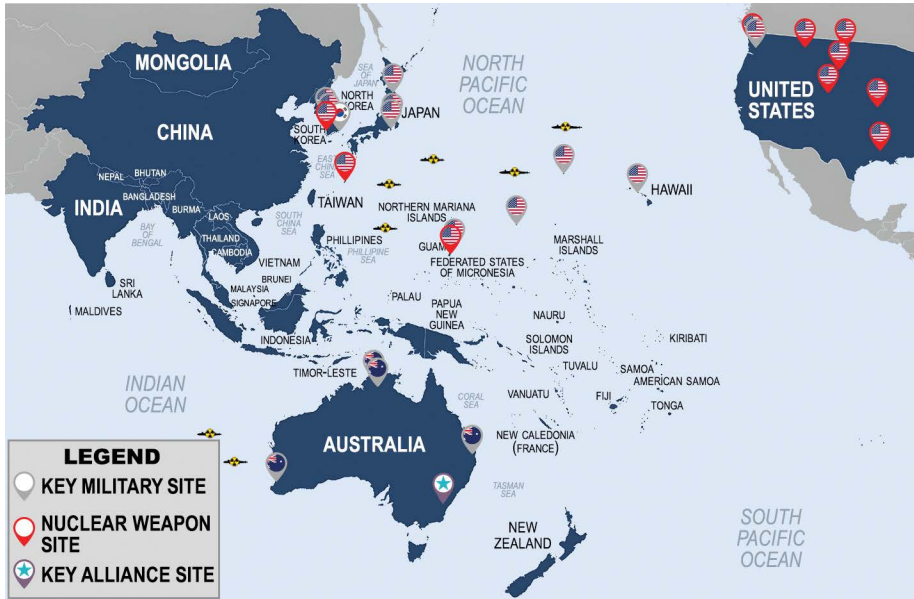 MONGOLIA
CHINA
NORTH
PACIFIC
OCEAN
UNITED
STATES
SEA
OF
JAPAN
NORTH
KOREA
JAPAN
SOUTH
KOREA
EAST
CHINA
SEA
NEPAL
BHUTAN
BANGLADESH
INDIA
BURMA
LAOS
TAIWAN
HAWAII
BAY
OF
BENGAL
THAILAND
CAMBODIA
SOUTH
CHINA
SEA
NORTHERN MARIANA
ISLANDS
PHILLIPINES
PHILLIPINE
SEA
GUAM
FEDERATED STATES
OF MICRONESIA
MARSHALL
ISLANDS
VIETNAM
BRUNEI
MALAYSIA
SINGAPORE
SRI
LANKA
MALDIVES
INDONESIA
PALAU
PAPUA
NEW
GUINEA
NAURU
SOLOMON
ISLANDS
KIRIBATI
TUVALU
SAMOA
AMERICAN SAMOA
TIMOR-LESTE
INDIAN
OCEAN
CORAL
SEA
VANUATU
FIJI
TONGA
NEW CALEDONIA
(FRANCE)
AUSTRALIA
TASMAN
SEA
NEW
ZEALAND
SOUTH
PACIFIC
OCEAN
LEGEND
KEY MILITARY SITE
NUCLEAR WEAPON
SITE
KEY ALLIANCE SITE